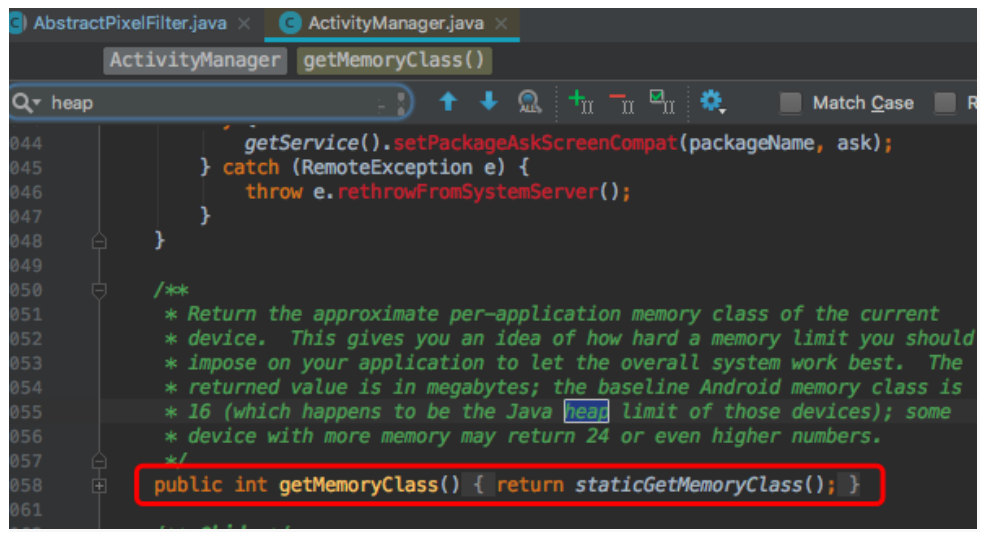 AbstractPixelFilter.java × ActivityManager.java ×
ActivityManager getMemoryClass()
heap Match Case R
044 getService().setPackageAskScreenCompat(packageName, ask);
045 } catch (RemoteException e) {
046 throw e.rethrowFromSystemServer();
047 }
048 }
049
050 /**
051 * Return the approximate per-application memory class of the current
052 * device. This gives you an idea of how hard a memory limit you should
053 * impose on your application to let the overall system work best. The
054 * returned value is in megabytes; the baseline Android memory class is
055 * 16 (which happens to be the Java heap limit of those devices); some
056 * device with more memory may return 24 or even higher numbers.
057 */
058 public int getMemoryClass() { return staticGetMemoryClass(); }
061